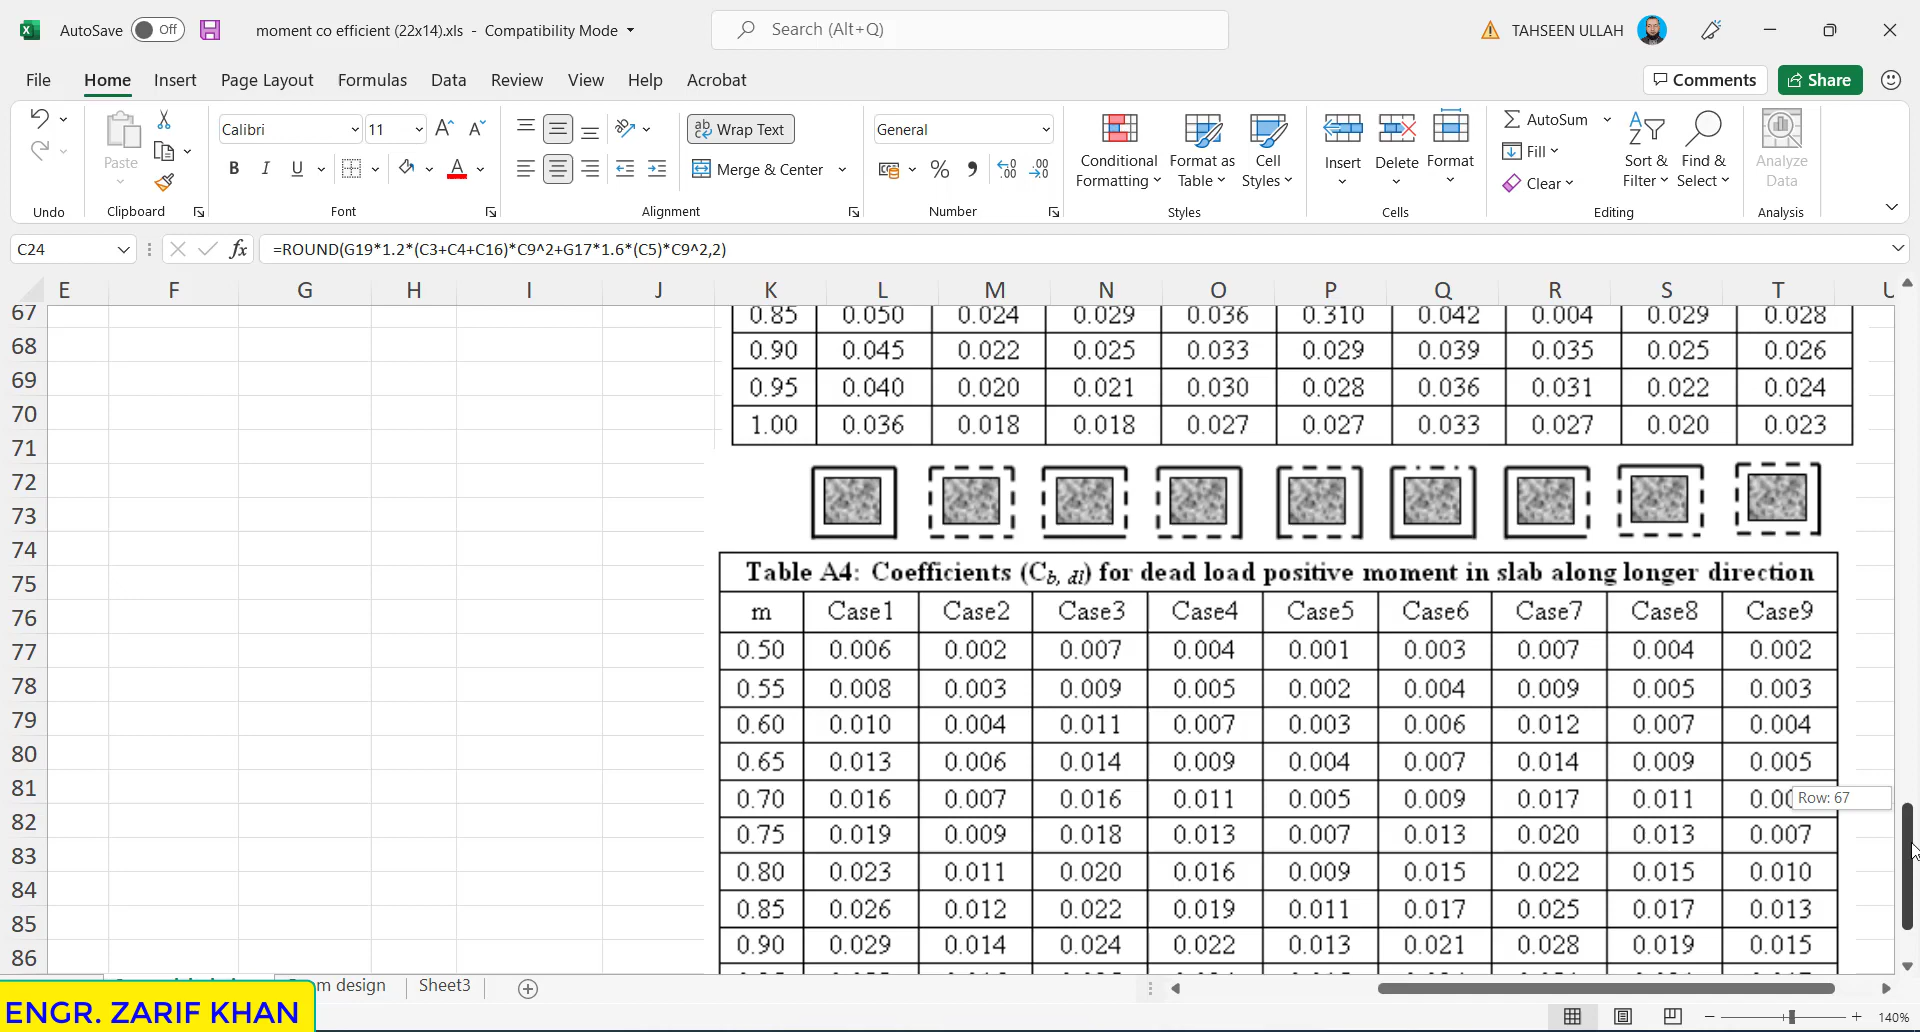 AutoSave Off moment co efficient (22x14).xls - Compatibility Mode Search (Alt+Q) TAHSEEN ULLAH
File Home Insert Page Layout Formulas Data Review View Help Acrobat Comments Share
Paste Calibri 11 B I U Wrap Text Merge & Center General Conditional Formatting Format as Table Cell Styles Insert Delete Format AutoSum Fill Clear Sort & Filter Find & Select Analyze Data
Undo Clipboard Font Alignment Number Styles Cells Editing Analysis
C24 fx =ROUND(G19*1.2*(C3+C4+C16)*C9^2+G17*1.6*(C5)*C9^2,2)
E F G H I J K L M N O P Q R S T
67 0.85 0.050 0.024 0.029 0.036 0.310 0.042 0.004 0.029 0.028
68 0.90 0.045 0.022 0.025 0.033 0.029 0.039 0.035 0.025 0.026
69 0.95 0.040 0.020 0.021 0.030 0.028 0.036 0.031 0.022 0.024
70 1.00 0.036 0.018 0.018 0.027 0.027 0.033 0.027 0.020 0.023
71
72
73
74
75 Table A4: Coefficients (Cb, dl) for dead load positive moment in slab along longer direction
76 m Case1 Case2 Case3 Case4 Case5 Case6 Case7 Case8 Case9
77 0.50 0.006 0.002 0.007 0.004 0.001 0.003 0.007 0.004 0.002
78 0.55 0.008 0.003 0.009 0.005 0.002 0.004 0.009 0.005 0.003
79 0.60 0.010 0.004 0.011 0.007 0.003 0.006 0.012 0.007 0.004
80 0.65 0.013 0.006 0.014 0.009 0.004 0.007 0.014 0.009 0.005
81 0.70 0.016 0.007 0.016 0.011 0.005 0.009 0.017 0.011 Row: 67
82 0.75 0.019 0.009 0.018 0.013 0.007 0.013 0.020 0.013 0.007
83 0.80 0.023 0.011 0.020 0.016 0.009 0.015 0.022 0.015 0.010
84 0.85 0.026 0.012 0.022 0.019 0.011 0.017 0.025 0.017 0.013
85 0.90 0.029 0.014 0.024 0.022 0.013 0.021 0.028 0.019 0.015
86
design Sheet3
ENGR. ZARIF KHAN
140%